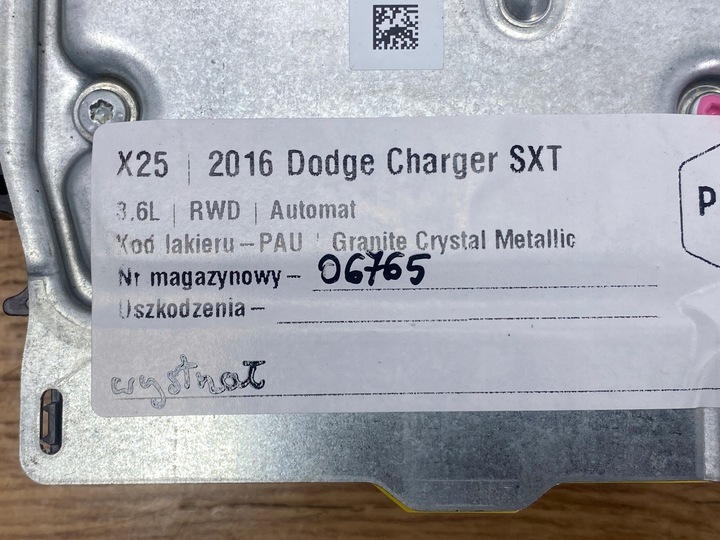 X25 | 2016 Dodge Charger SXT
3.6L | RWD | Automat
Kod lakieru – PAU | Granite Crystal Metallic
Nr magazynowy – 06765
Uszkodzenia –
wystrzał
P